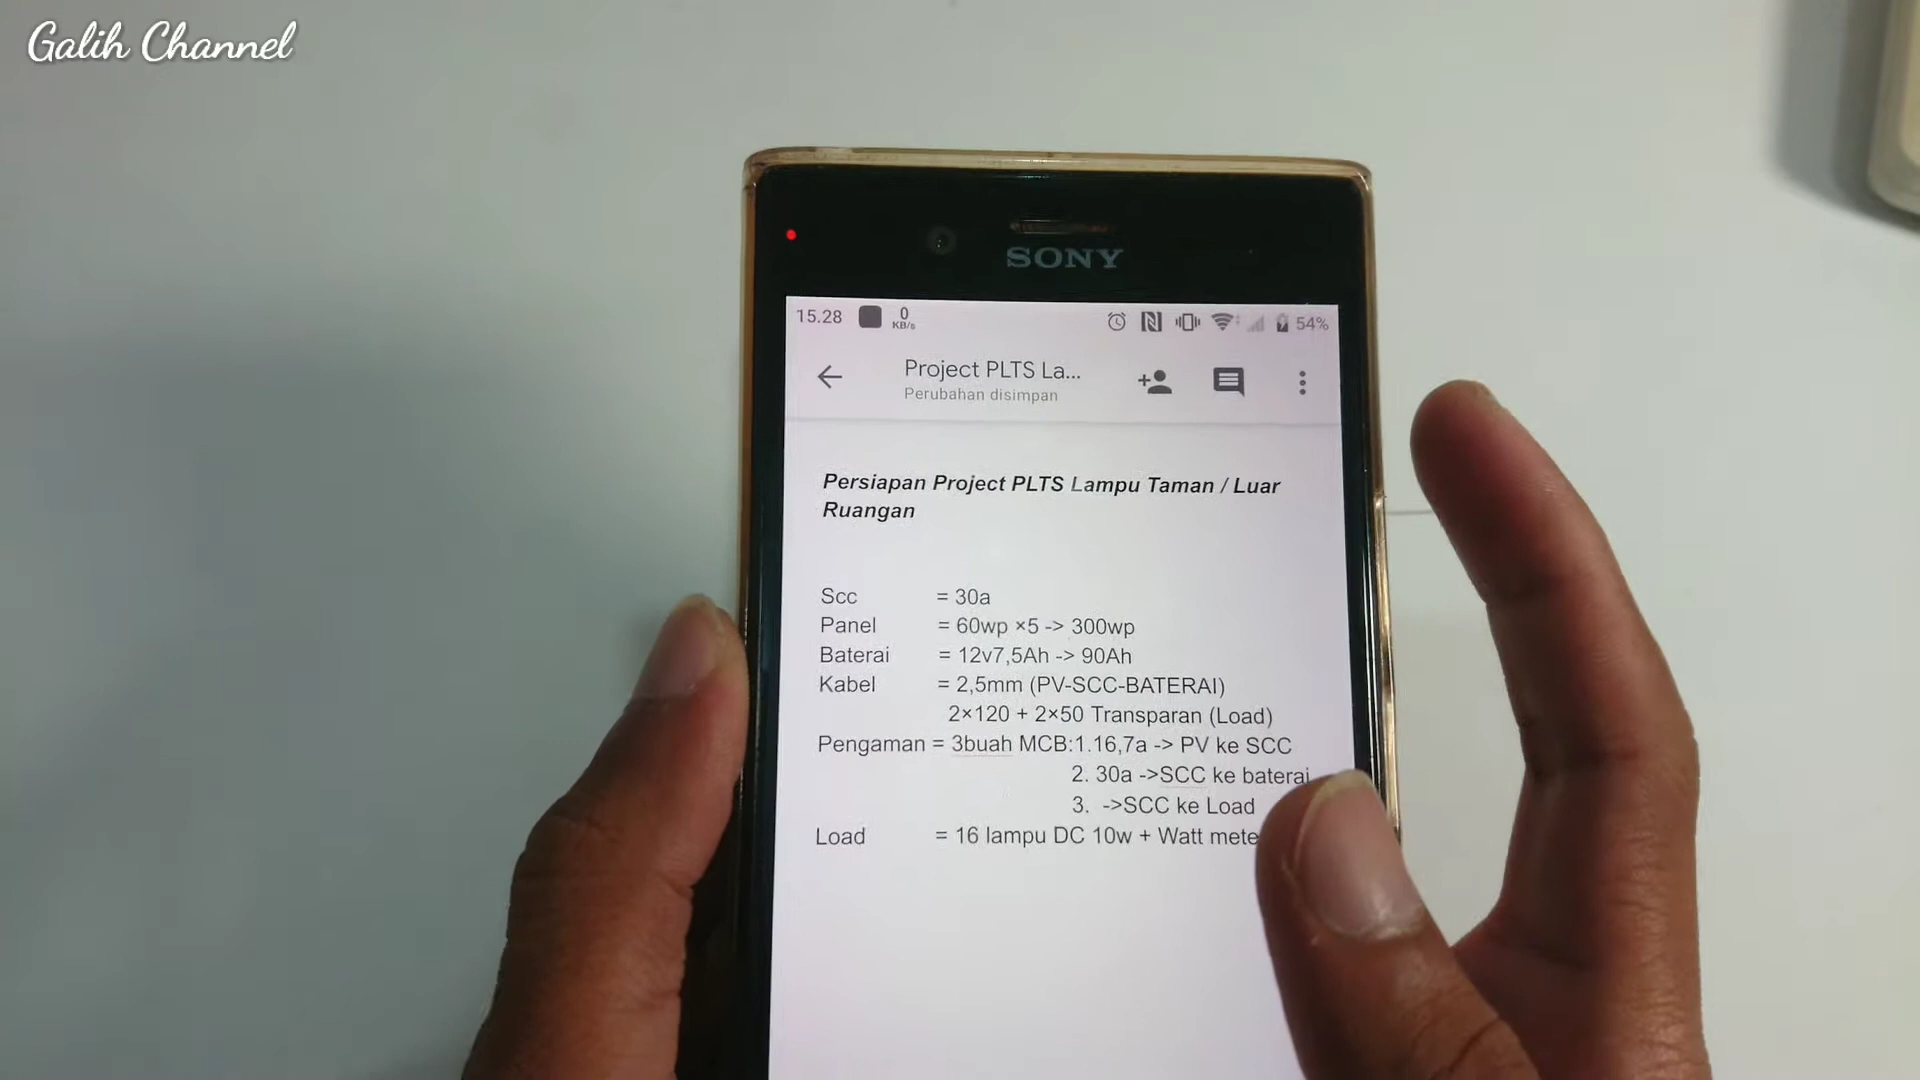 Galih Channel
SONY
15.28 0 KB/s 54%
Project PLTS La...
Perubahan disimpan
Persiapan Project PLTS Lampu Taman / Luar
Ruangan
Scc = 30a
Panel = 60wp ×5 -> 300wp
Baterai = 12v7,5Ah -> 90Ah
Kabel = 2,5mm (PV-SCC-BATERAI)
2×120 + 2×50 Transparan (Load)
Pengaman = 3buah MCB:1.16,7a -> PV ke SCC
2. 30a ->SCC ke baterai
3. ->SCC ke Load
Load = 16 lampu DC 10w + Watt mete